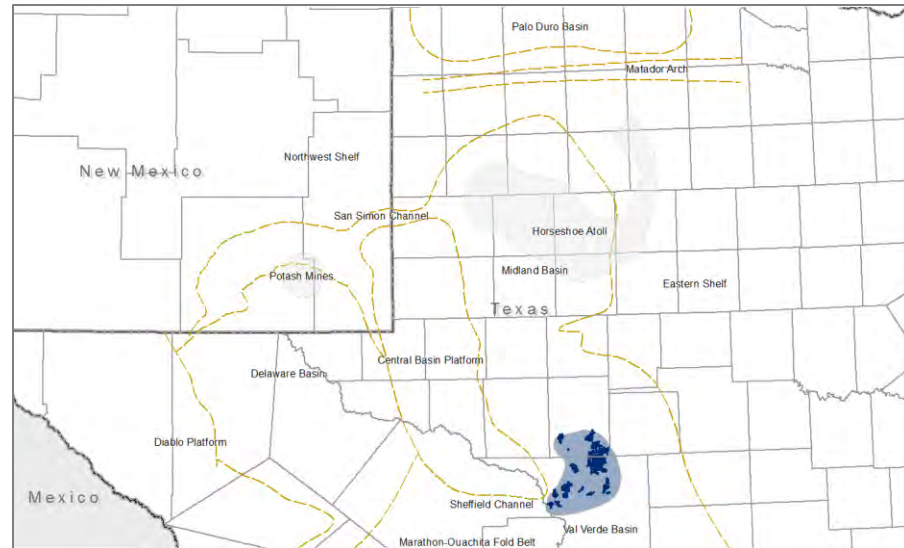 Palo Duro Basin
Matador Arch
Northwest Shelf
New Mexico
San Simon Channel
Horseshoe Atoll
Potash Mines
Midland Basin
Eastern Shelf
Texas
Central Basin Platform
Delaware Basin
Diablo Platform
Mexico
Sheffield Channel
Val Verde Basin
Marathon-Ouachita Fold Belt